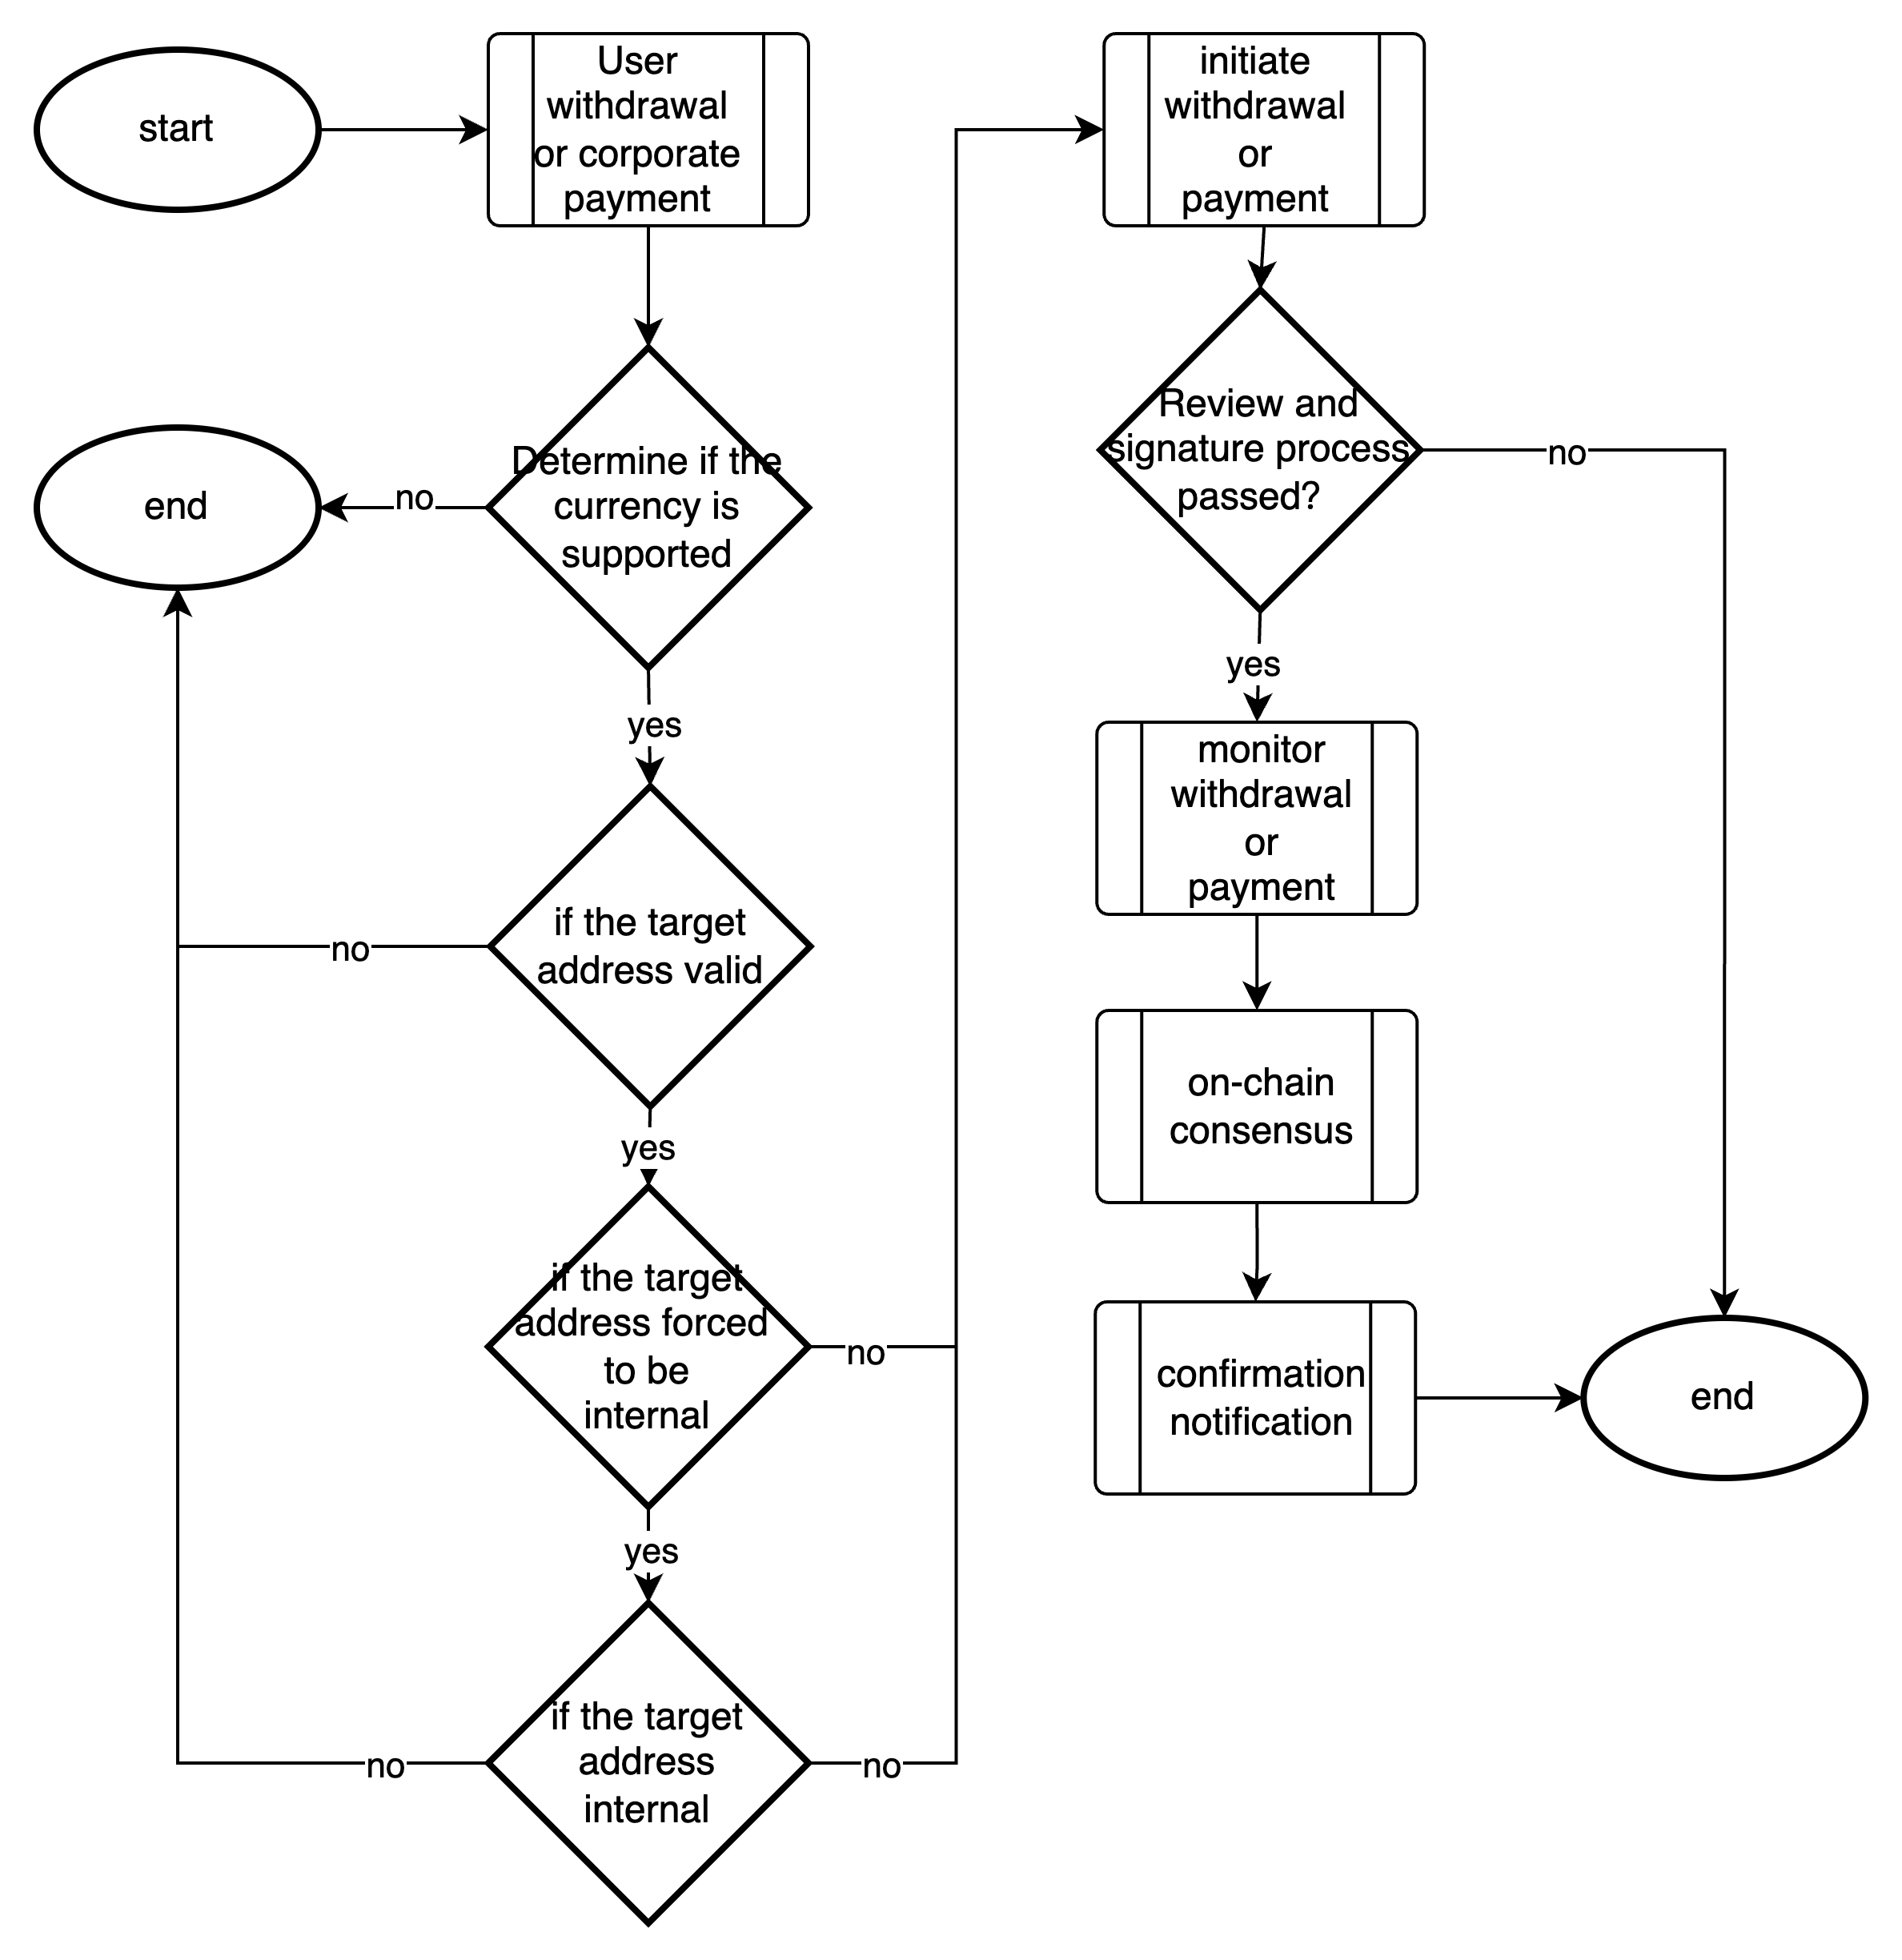 start
User
withdrawal
or corporate
payment
Determine if the
currency is
supported
no
end
yes
if the target
address valid
no
yes
if the target
address forced
to be
internal
no
yes
if the target
address
internal
no
no
initiate
withdrawal
or
payment
Review and
signature process
passed?
no
yes
monitor
withdrawal
or
payment
on-chain
consensus
confirmation
notification
end